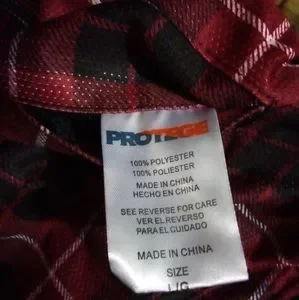 PROTEGE
100% POLYESTER
100% POLIESTER
MADE IN CHINA
HECHO EN CHINA
SEE REVERSE FOR CARE
VER EL REVERSO
PARA EL CUIDADO
MADE IN CHINA
SIZE
L/G